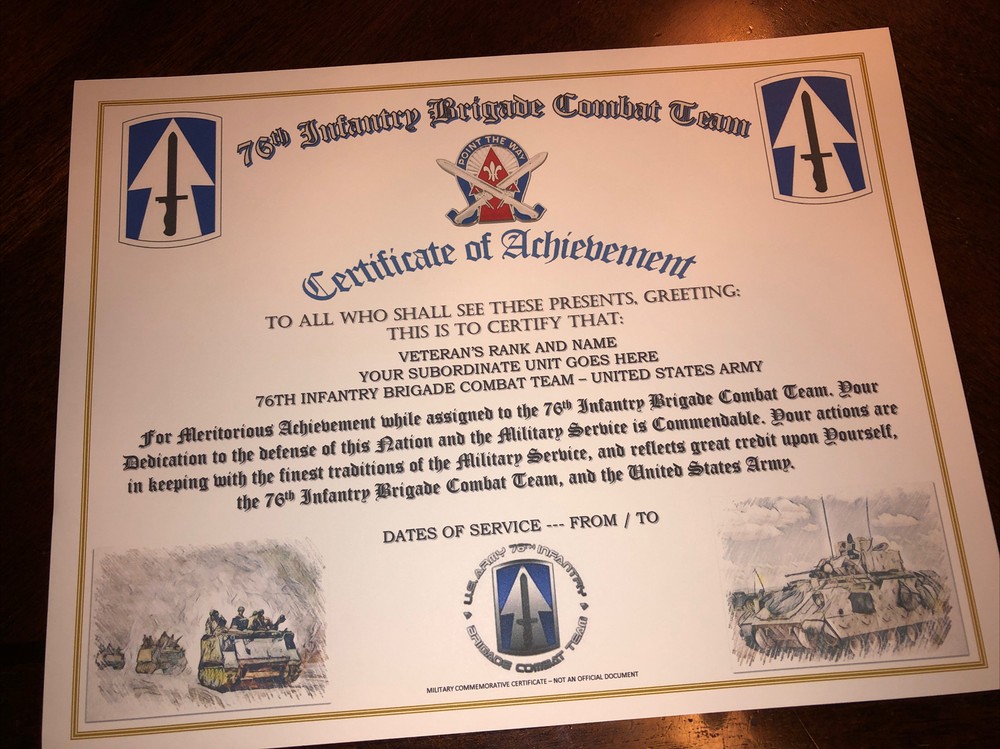 76th Infantry Brigade Combat Team
POINT THE WAY
Certificate of Achievement
TO ALL WHO SHALL SEE THESE PRESENTS, GREETING:
THIS IS TO CERTIFY THAT:
VETERAN'S RANK AND NAME
YOUR SUBORDINATE UNIT GOES HERE
76TH INFANTRY BRIGADE COMBAT TEAM – UNITED STATES ARMY
For Meritorious Achievement while assigned to the 76th Infantry Brigade Combat Team. Your
Dedication to the defense of this Nation and the Military Service is Commendable. Your actions are
in keeping with the finest traditions of the Military Service, and reflects great credit upon Yourself,
the 76th Infantry Brigade Combat Team, and the United States Army.
DATES OF SERVICE --- FROM / TO
U.S. ARMY 76TH INFANTRY
BRIGADE COMBAT TEAM
MILITARY COMMEMORATIVE CERTIFICATE – NOT AN OFFICIAL DOCUMENT